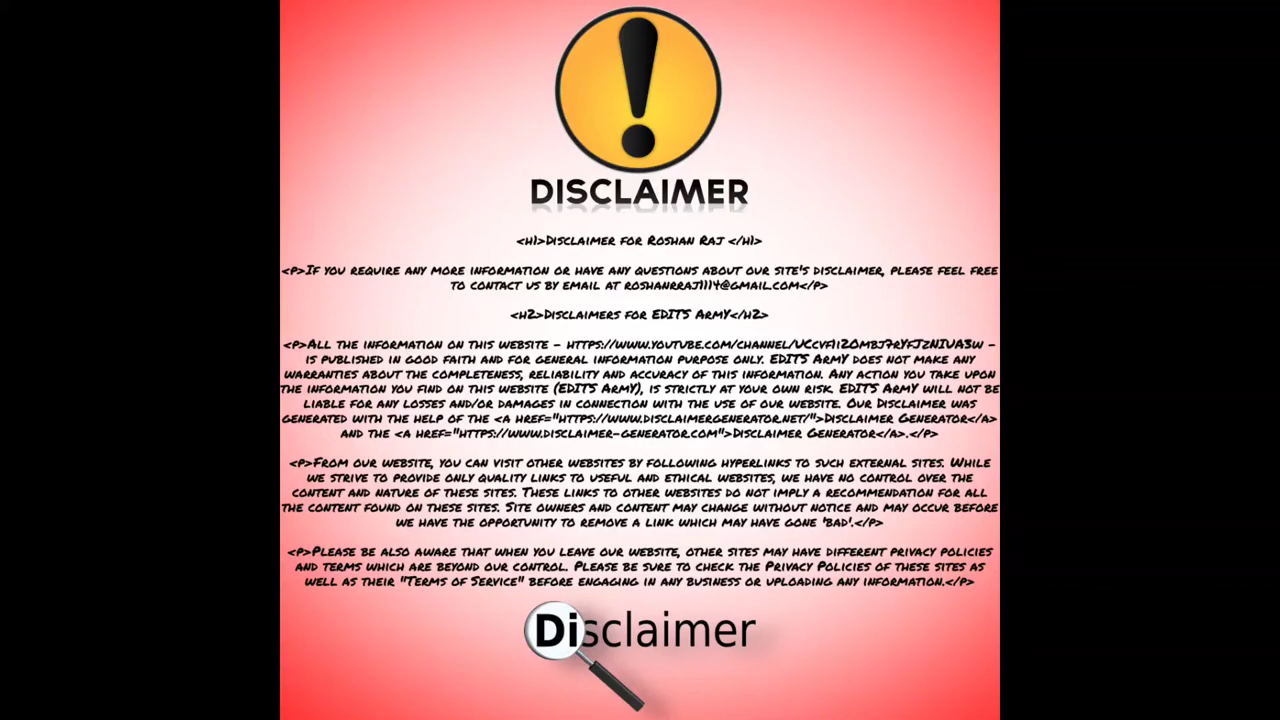 DISCLAIMER
<h1>Disclaimer for Roshan Raj </h1>
<p>If you require any more information or have any questions about our site's disclaimer, please feel free
to contact us by email at roshanrraj1114@gmail.com</p>
<h2>Disclaimers for EDITS ArmY</h2>
<p>All the information on this website - https://www.youtube.com/channel/UCcvfI12Ombj7rYfJzNIUA3w -
is published in good faith and for general information purpose only. EDITS ArmY does not make any
warranties about the completeness, reliability and accuracy of this information. Any action you take upon
the information you find on this website (EDITS ArmY), is strictly at your own risk. EDITS ArmY will not be
liable for any losses and/or damages in connection with the use of our website. Our Disclaimer was
generated with the help of the <a href="https://www.disclaimergenerator.net/">Disclaimer Generator</a>
and the <a href="https://www.disclaimer-generator.com">Disclaimer Generator</a>.</p>
<p>From our website, you can visit other websites by following hyperlinks to such external sites. While
we strive to provide only quality links to useful and ethical websites, we have no control over the
content and nature of these sites. These links to other websites do not imply a recommendation for all
the content found on these sites. Site owners and content may change without notice and may occur before
we have the opportunity to remove a link which may have gone 'bad'.</p>
<p>Please be also aware that when you leave our website, other sites may have different privacy policies
and terms which are beyond our control. Please be sure to check the Privacy Policies of these sites as
well as their "Terms of Service" before engaging in any business or uploading any information.</p>
Disclaimer